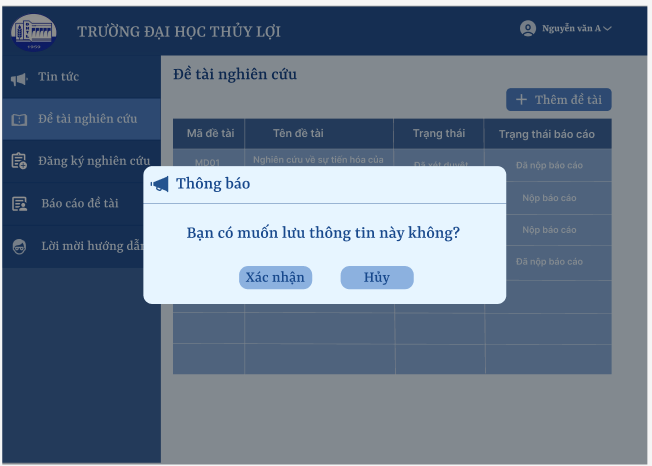 TRƯỜNG ĐẠI HỌC THỦY LỢI
Nguyễn văn A
Tin tức
Đề tài nghiên cứu
Đăng ký nghiên cứu
Báo cáo đề tài
Lời mời hướng dẫn
Đề tài nghiên cứu
+ Thêm đề tài
Mã đề tài Tên đề tài Trạng thái Trạng thái báo cáo
MD01 Nghiên cứu về sự tiến hóa của Đã xét duyệt Đã nộp báo cáo
Nộp báo cáo
Nộp báo cáo
Đã nộp báo cáo
Thông báo
Bạn có muốn lưu thông tin này không?
Xác nhận Hủy